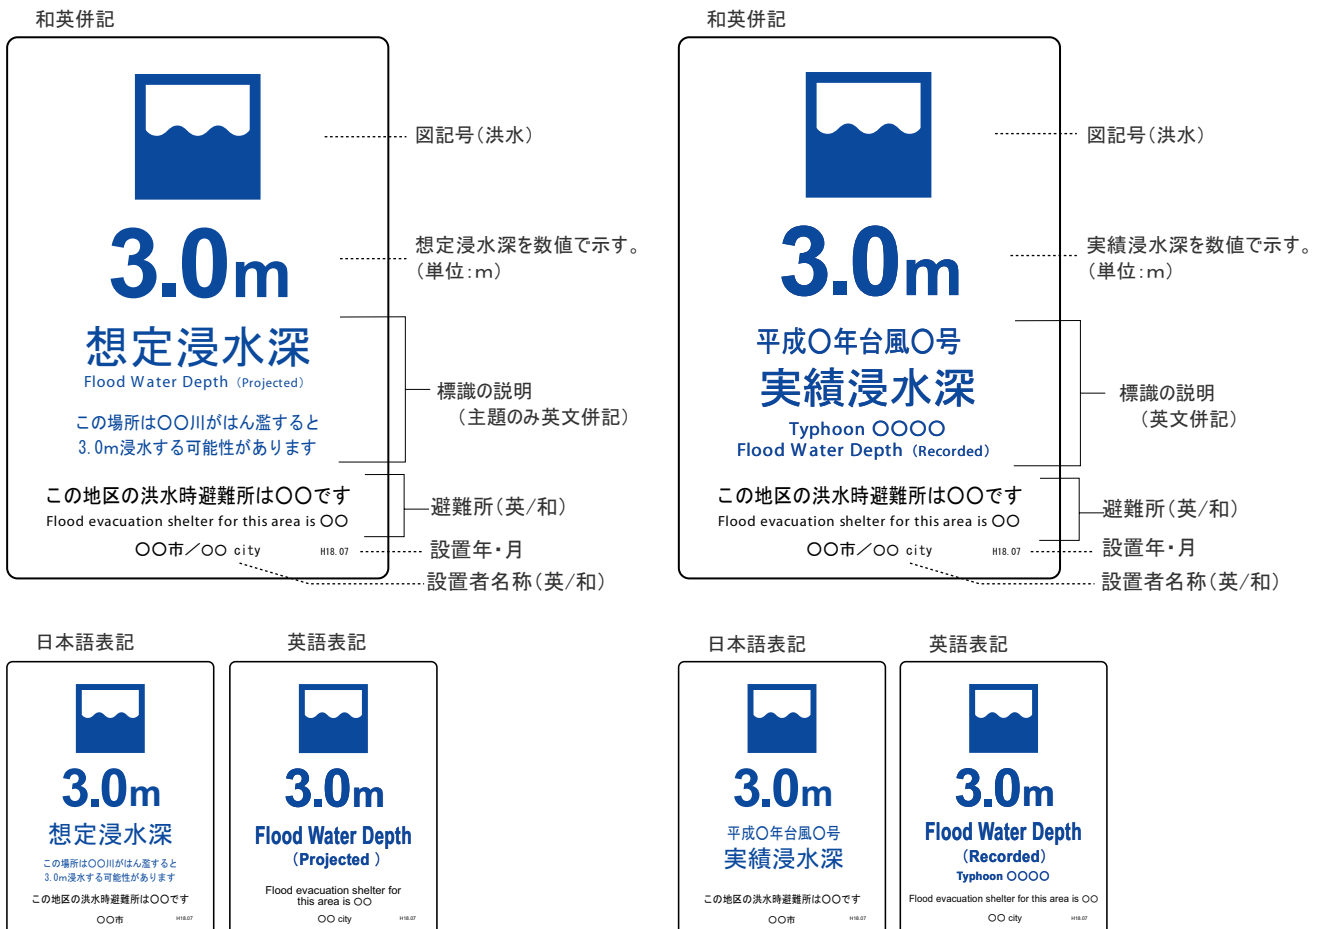 和英併記
3.0m
想定浸水深
Flood Water Depth (Projected)
この場所は〇〇川がはん濫すると
3.0m浸水する可能性があります
この地区の洪水時避難所は〇〇です
Flood evacuation shelter for this area is 〇〇
〇〇市／〇〇 city
H18.07
図記号(洪水)
想定浸水深を数値で示す。
(単位:m)
標識の説明
(主題のみ英文併記)
避難所(英/和)
設置年・月
設置者名称(英/和)
和英併記
3.0m
平成〇年台風〇号
実績浸水深
Typhoon 〇〇〇〇
Flood Water Depth (Recorded)
この地区の洪水時避難所は〇〇です
Flood evacuation shelter for this area is 〇〇
〇〇市／〇〇 city
H18.07
図記号(洪水)
実績浸水深を数値で示す。
(単位:m)
標識の説明
(英文併記)
避難所(英/和)
設置年・月
設置者名称(英/和)
日本語表記
3.0m
想定浸水深
この場所は〇〇川がはん濫すると
3.0m浸水する可能性があります
この地区の洪水時避難所は〇〇です
〇〇市
H18.07
英語表記
3.0m
Flood Water Depth
(Projected )
Flood evacuation shelter for
this area is 〇〇
〇〇 city
H18.07
日本語表記
3.0m
平成〇年台風〇号
実績浸水深
この地区の洪水時避難所は〇〇です
〇〇市
H18.07
英語表記
3.0m
Flood Water Depth
(Recorded)
Typhoon 〇〇〇〇
Flood evacuation shelter for this area is 〇〇
〇〇 city
H18.07